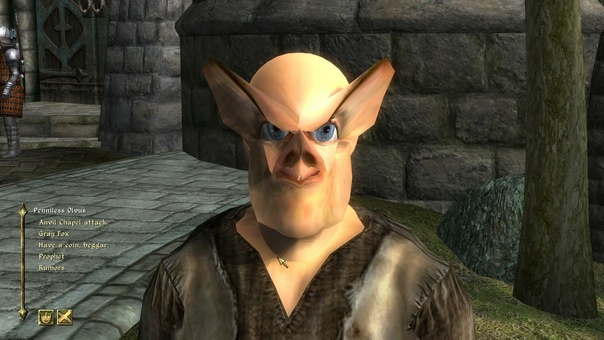 Penniless Olvus
Anvil Chapel attack
Gray Fox
Have a coin, beggar.
Prophet
Rumors